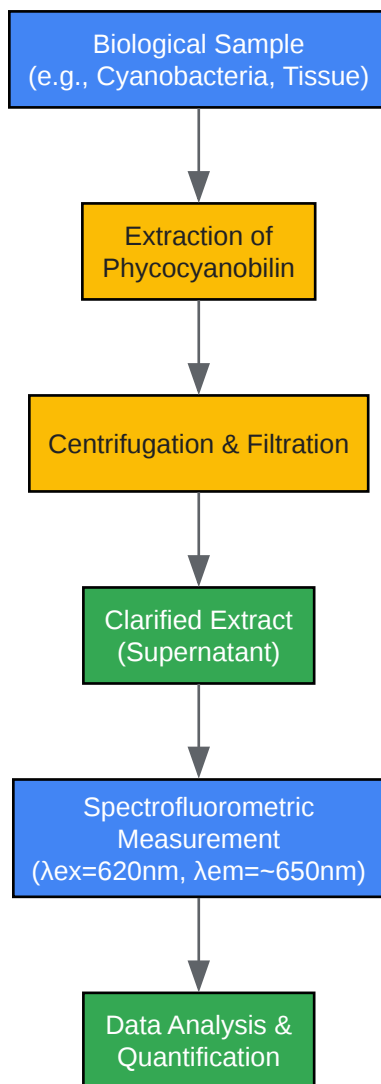 Biological Sample
(e.g., Cyanobacteria, Tissue)
Extraction of
Phycocyanobilin
Centrifugation & Filtration
Clarified Extract
(Supernatant)
Spectrofluorometric
Measurement
(λex=620nm, λem=~650nm)
Data Analysis &
Quantification